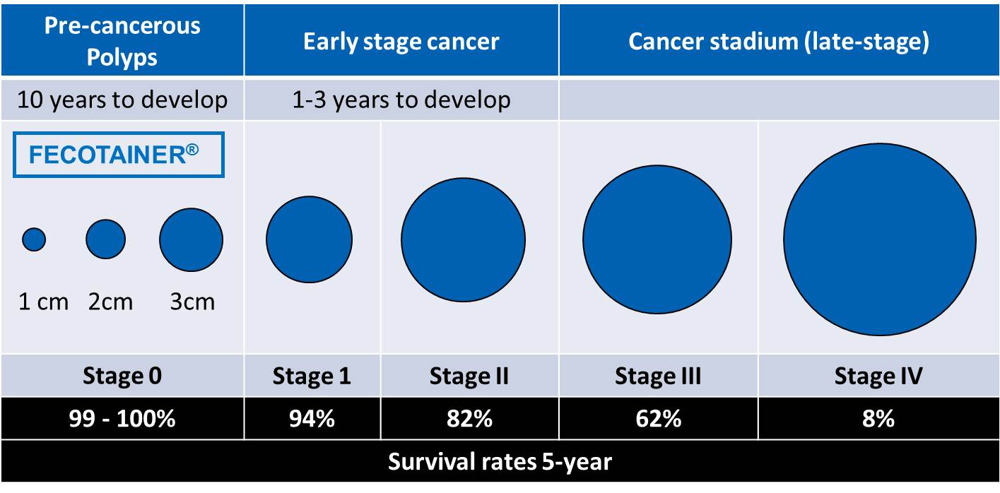 Pre-cancerous
Polyps
Early stage cancer
Cancer stadium (late-stage)
10 years to develop
1-3 years to develop
FECOTAINER®
1 cm
2cm
3cm
Stage 0
Stage 1
Stage II
Stage III
Stage IV
99 - 100%
94%
82%
62%
8%
Survival rates 5-year